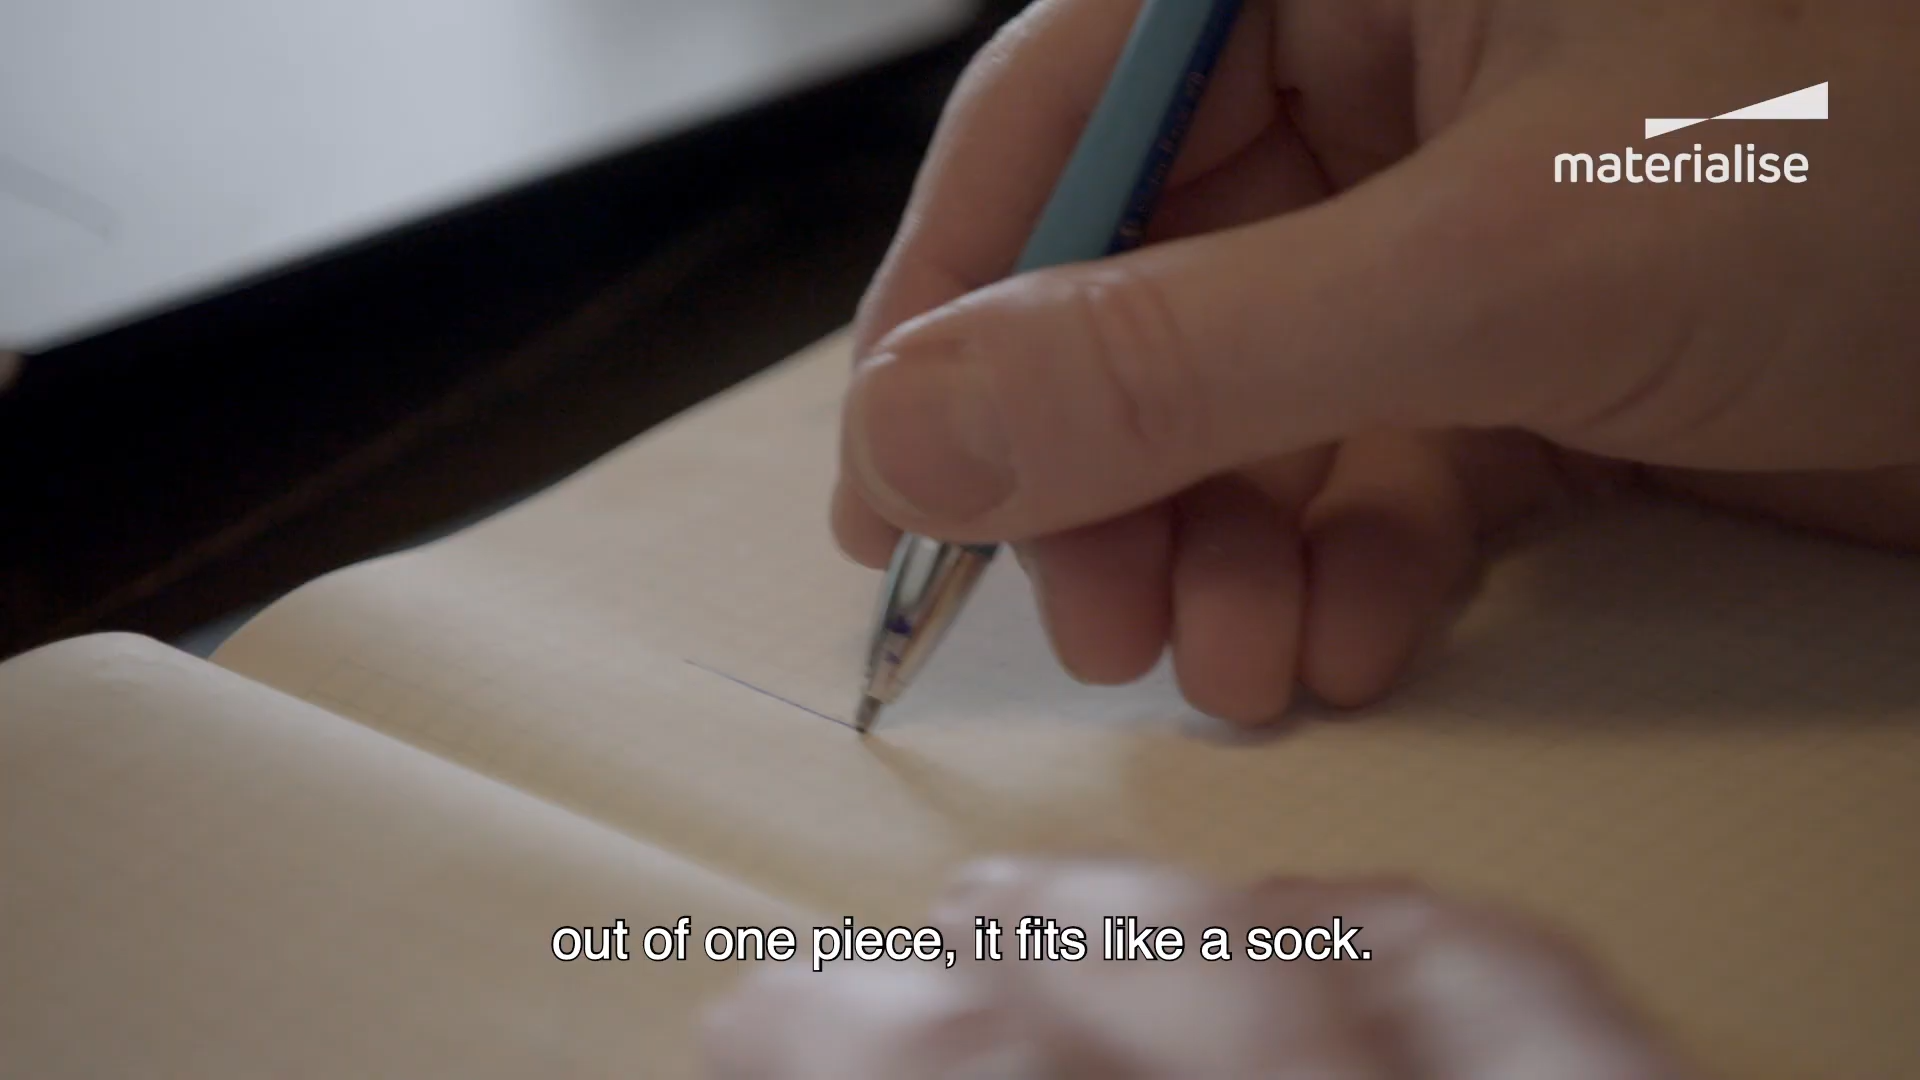 materialise
out of one piece, it fits like a sock.